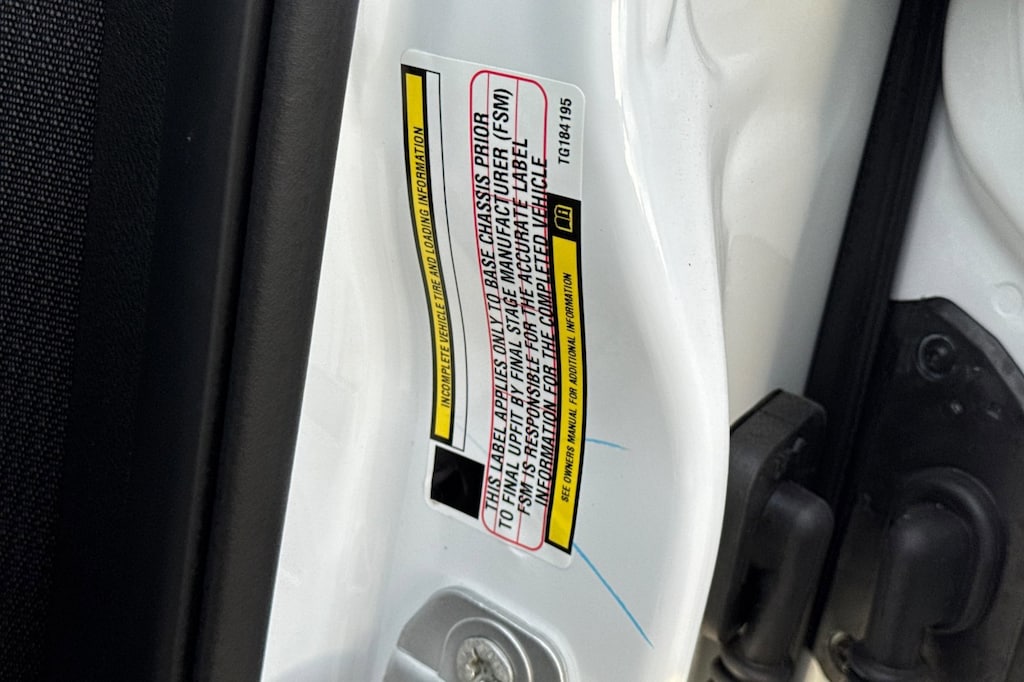 INCOMPLETE VEHICLE TIRE AND LOADING INFORMATION
THIS LABEL APPLIES ONLY TO BASE CHASSIS PRIOR
TO FINAL UPFIT BY FINAL STAGE MANUFACTURER (FSM)
FSM IS RESPONSIBLE FOR THE ACCURATE LABEL
INFORMATION FOR THE COMPLETED VEHICLE
SEE OWNERS MANUAL FOR ADDITIONAL INFORMATION
TG184195